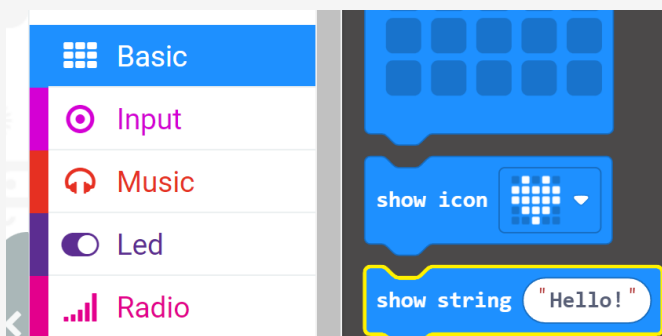 Basic
Input
Music
Led
Radio
show icon
show string "Hello!"